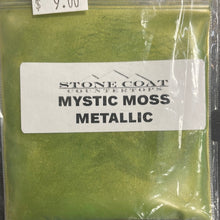 $ 9.00
STONE COAT
COUNTERTOPS
MYSTIC MOSS
METALLIC